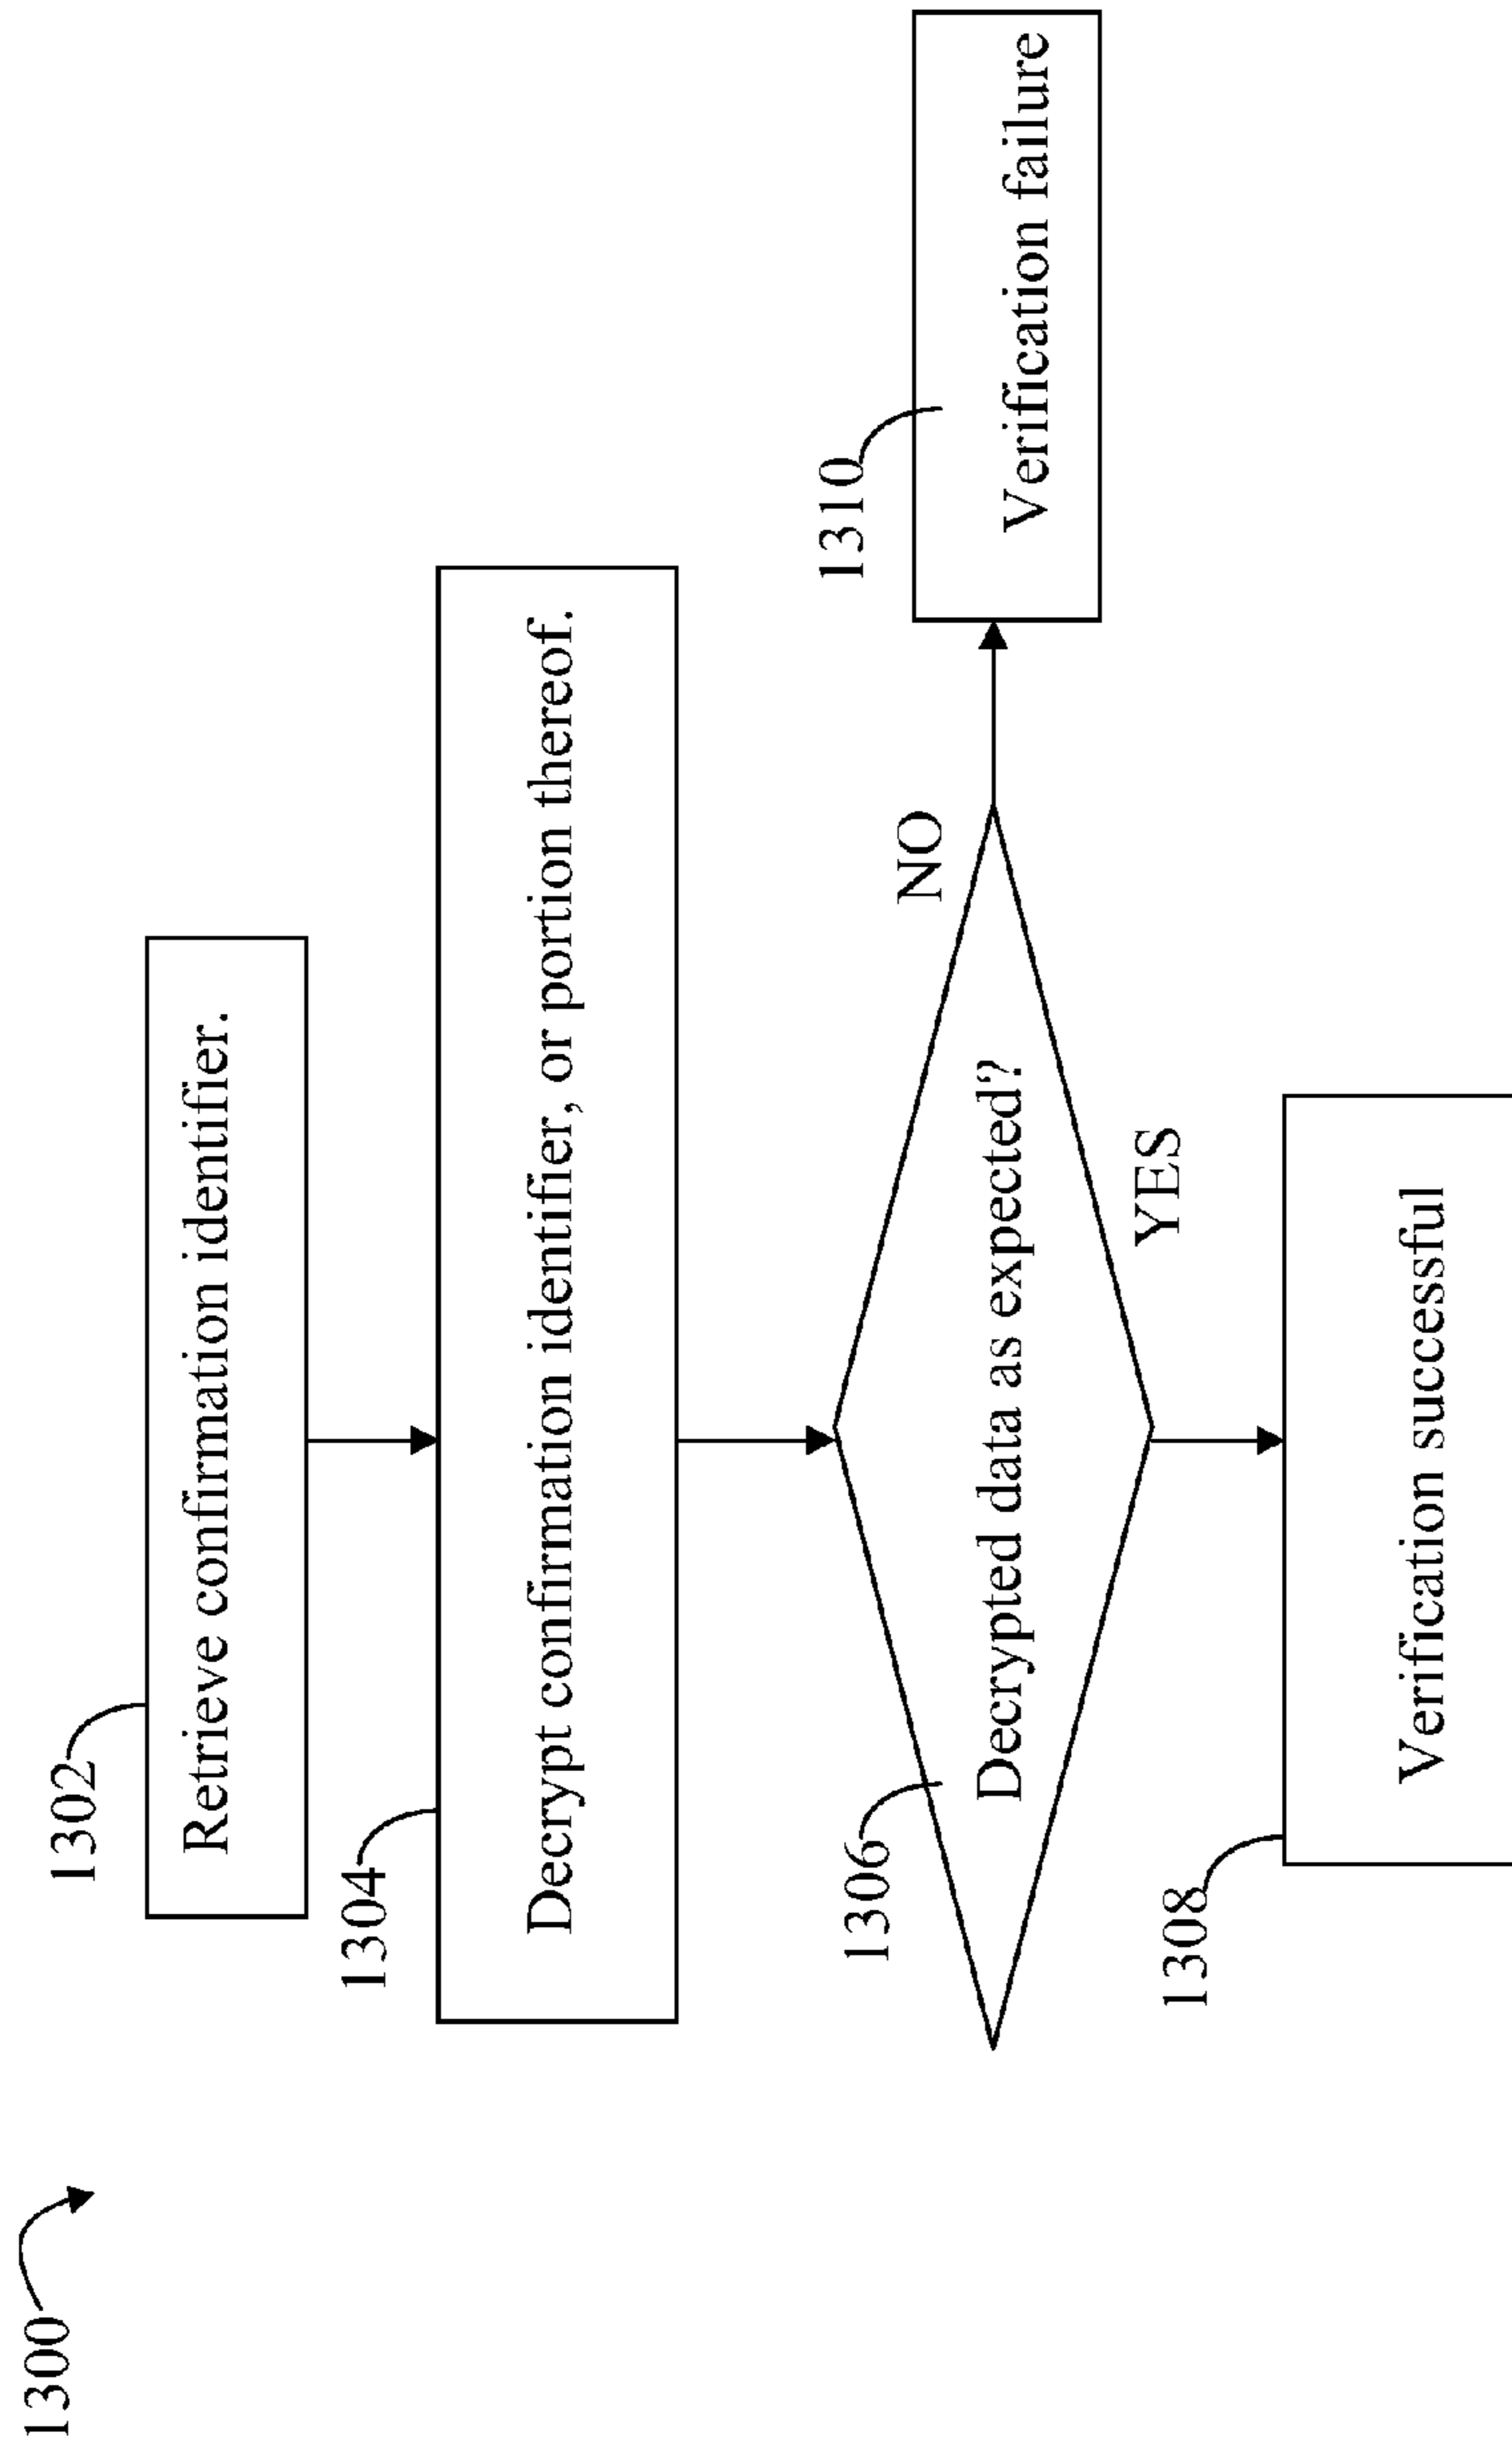 1300
1302
Retrieve confirmation identifier.
1304
Decrypt confirmation identifier, or portion thereof.
1306
Decrypted data as expected?
NO
1310
Verification failure
YES
1308
Verification successful